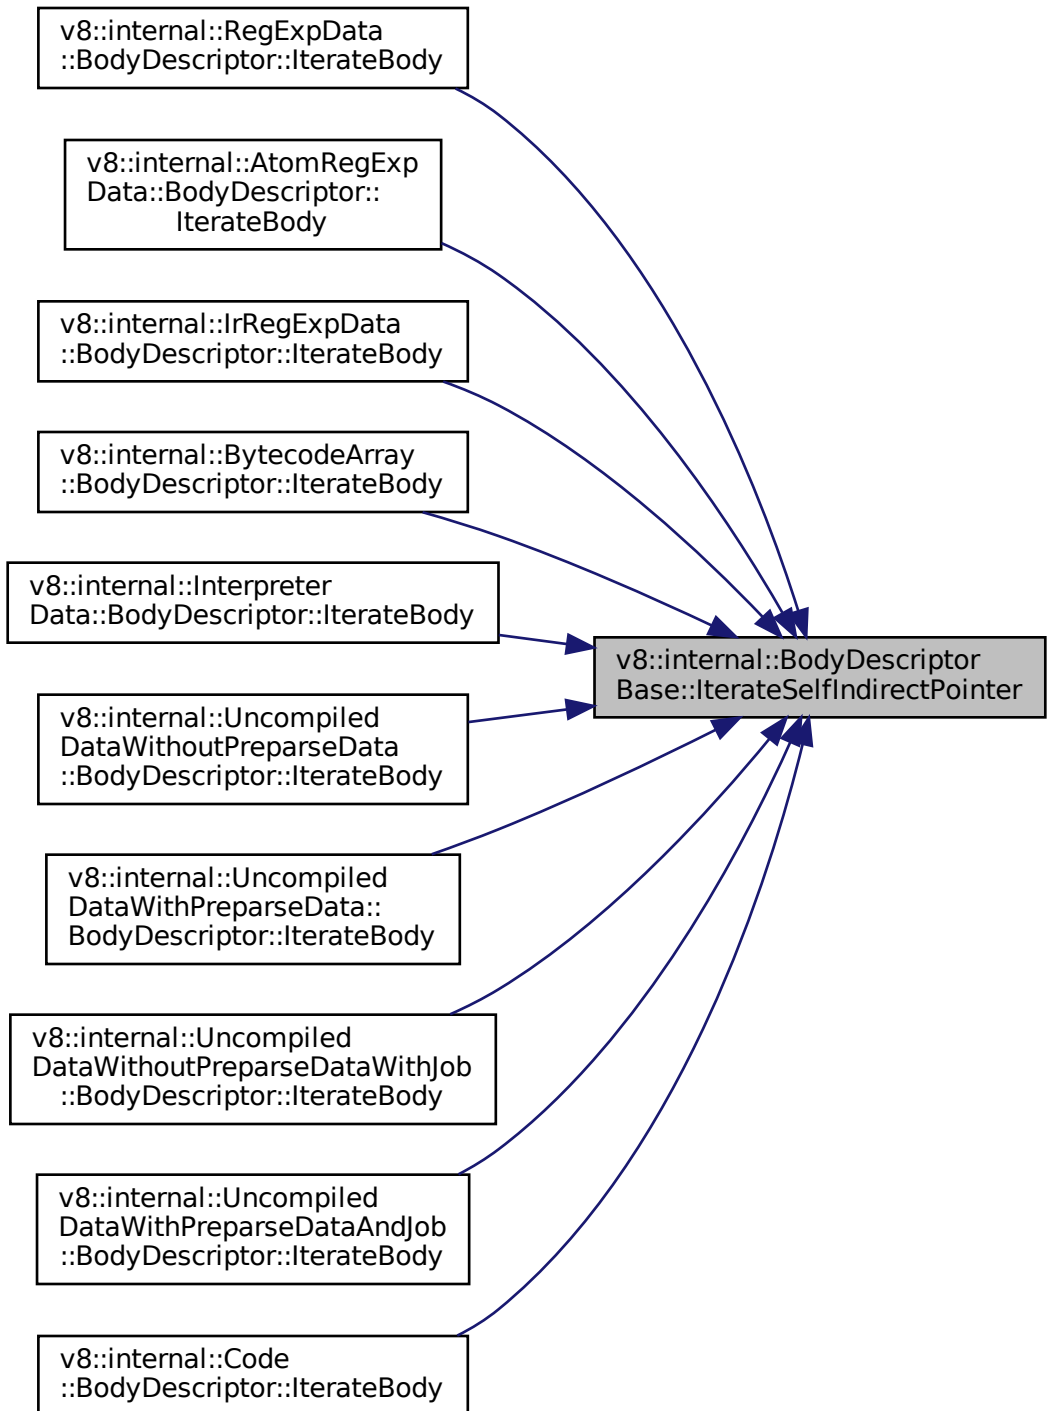 v8::internal::RegExpData
::BodyDescriptor::IterateBody
v8::internal::AtomRegExp
Data::BodyDescriptor::
IterateBody
v8::internal::IrRegExpData
::BodyDescriptor::IterateBody
v8::internal::BytecodeArray
::BodyDescriptor::IterateBody
v8::internal::Interpreter
Data::BodyDescriptor::IterateBody
v8::internal::BodyDescriptor
Base::IterateSelfIndirectPointer
v8::internal::Uncompiled
DataWithoutPreparseData
::BodyDescriptor::IterateBody
v8::internal::Uncompiled
DataWithPreparseData::
BodyDescriptor::IterateBody
v8::internal::Uncompiled
DataWithoutPreparseDataWithJob
::BodyDescriptor::IterateBody
v8::internal::Uncompiled
DataWithPreparseDataAndJob
::BodyDescriptor::IterateBody
v8::internal::Code
::BodyDescriptor::IterateBody